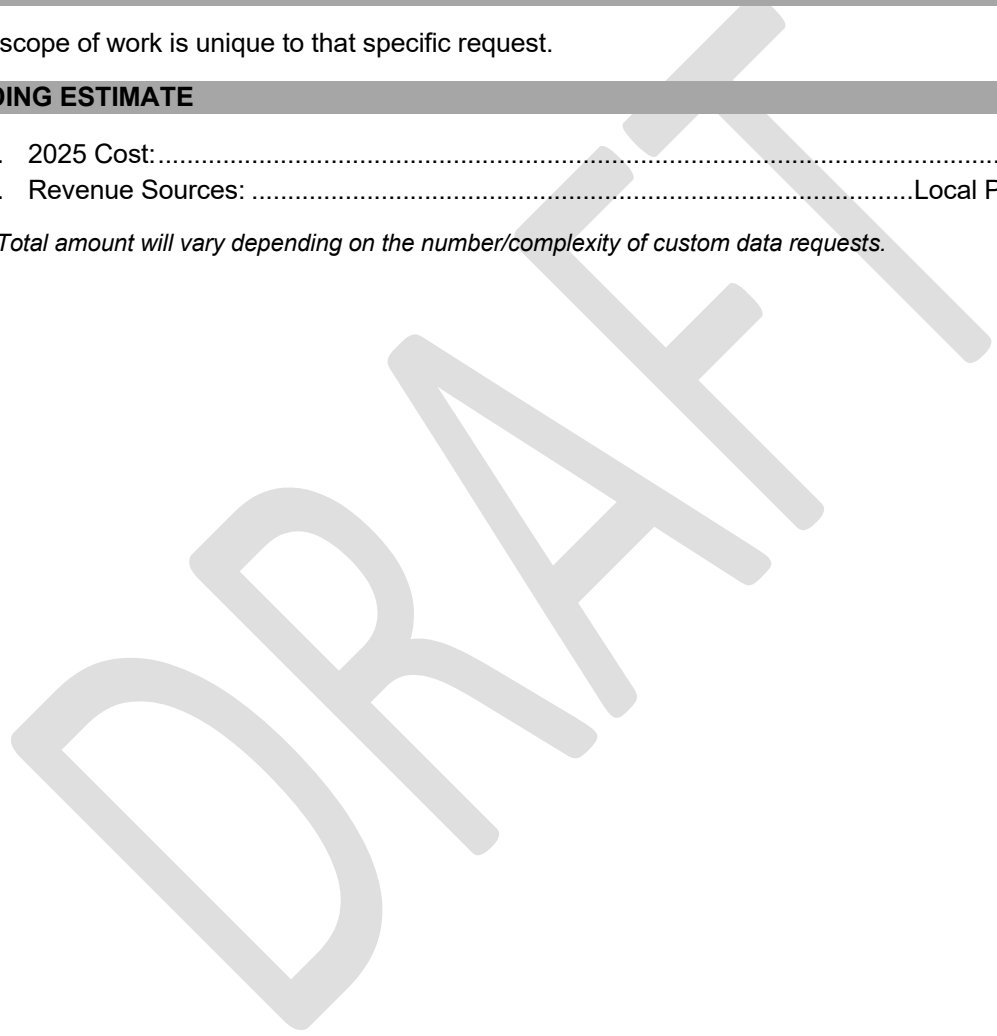 scope of work is unique to that specific request.
DING ESTIMATE
. 2025 Cost:...............................................................................................................
. Revenue Sources: ..........................................................................................Local P
Total amount will vary depending on the number/complexity of custom data requests.
DRAFT